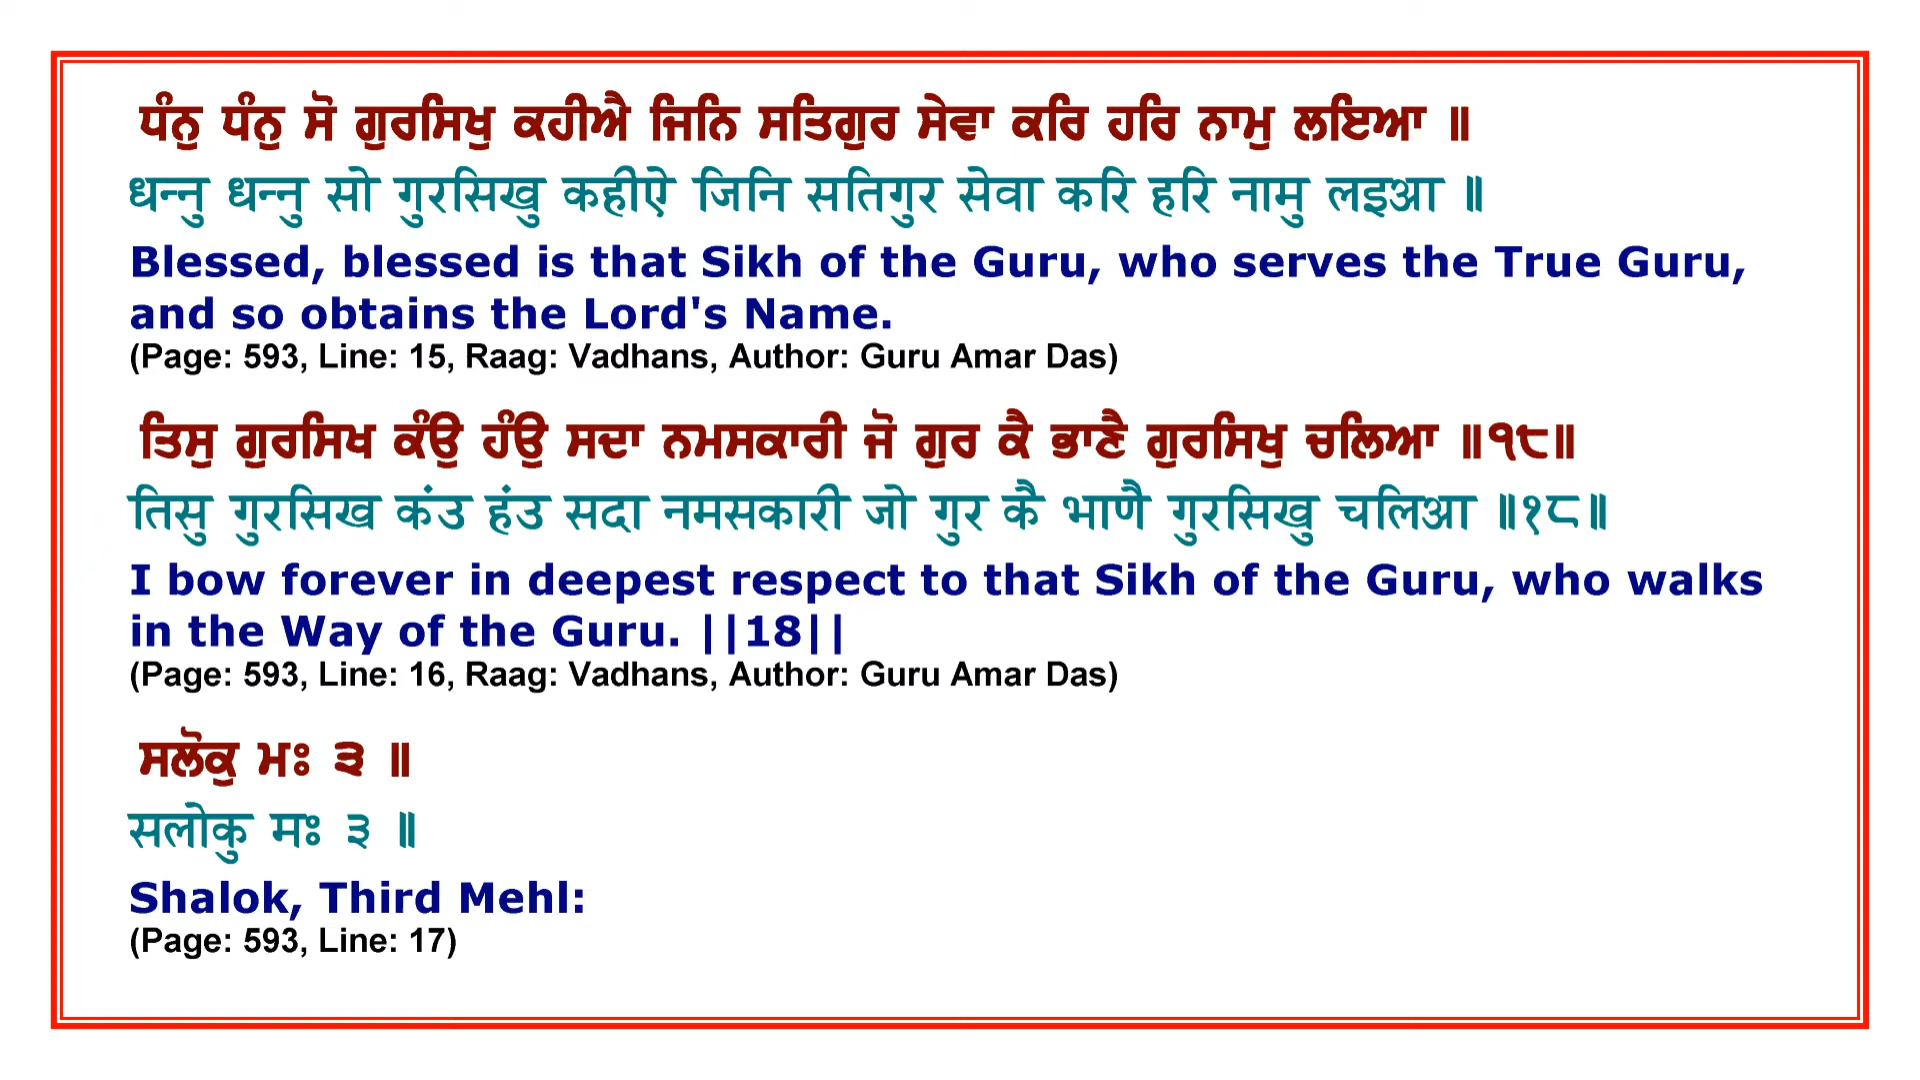 ਧੰਨੁ ਧੰਨੁ ਸੋ ਗੁਰਸਿਖੁ ਕਹੀਐ ਜਿਨਿ ਸਤਿਗੁਰ ਸੇਵਾ ਕਰਿ ਹਰਿ ਨਾਮੁ ਲਇਆ ॥
धन्नु धन्नु सो गुरसिखु कहीऐ जिनि सतिगुर सेवा करि हरि नामु लइआ ॥
Blessed, blessed is that Sikh of the Guru, who serves the True Guru,
and so obtains the Lord's Name.
(Page: 593, Line: 15, Raag: Vadhans, Author: Guru Amar Das)
ਤਿਸੁ ਗੁਰਸਿਖ ਕੰਉ ਹੰਉ ਸਦਾ ਨਮਸਕਾਰੀ ਜੋ ਗੁਰ ਕੈ ਭਾਣੈ ਗੁਰਸਿਖੁ ਚਲਿਆ ॥੧੮॥
तिसु गुरसिख कंउ हंउ सदा नमसकारी जो गुर कै भाणै गुरसिखु चलिआ ॥१८॥
I bow forever in deepest respect to that Sikh of the Guru, who walks
in the Way of the Guru. ||18||
(Page: 593, Line: 16, Raag: Vadhans, Author: Guru Amar Das)
ਸਲੋਕੁ ਮਃ ੩ ॥
सलोकु मः ३ ॥
Shalok, Third Mehl:
(Page: 593, Line: 17)